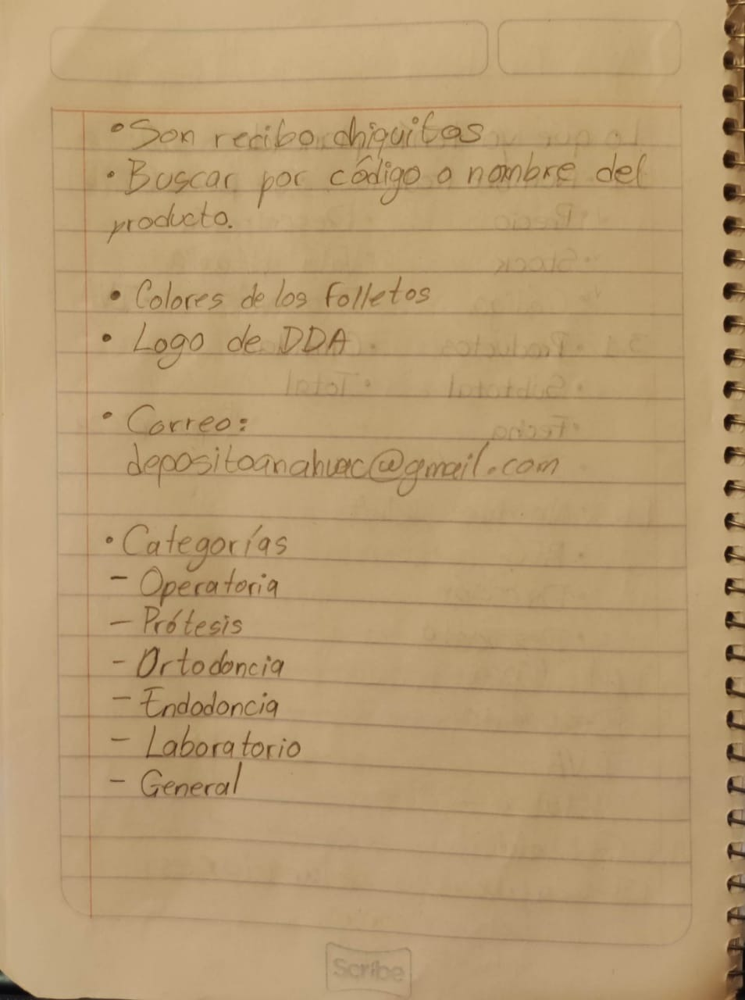 • Son recibo chiquitos
• Buscar por código o nombre del
producto.
• Colores de los folletos
• Logo de DDA
• Correo:
depositoanahuac@gmail.com
• Categorías
- Operatoria
- Prótesis
- Ortodoncia
- Endodoncia
- Laboratorio
- General
Scribe